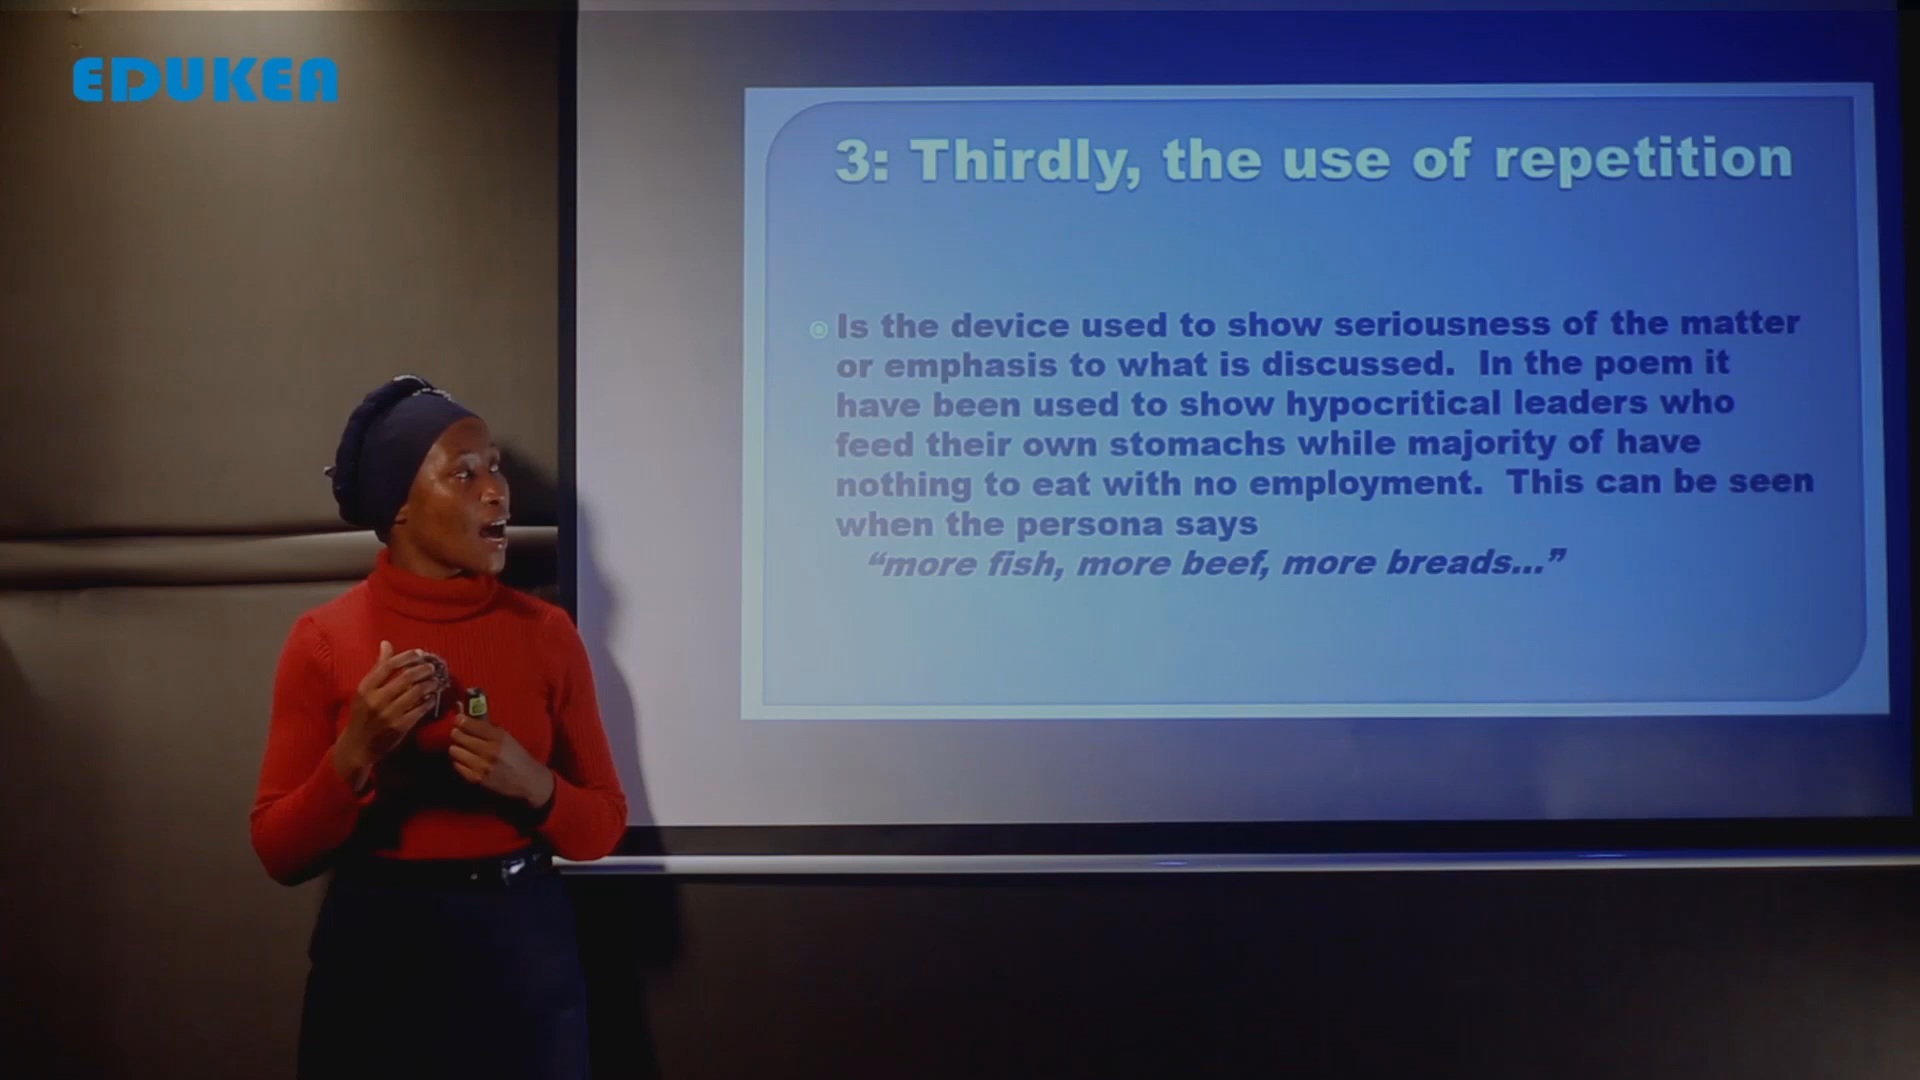 EDUKEA
3: Thirdly, the use of repetition
Is the device used to show seriousness of the matter
or emphasis to what is discussed. In the poem it
have been used to show hypocritical leaders who
feed their own stomachs while majority of have
nothing to eat with no employment. This can be seen
when the persona says
“more fish, more beef, more breads...”